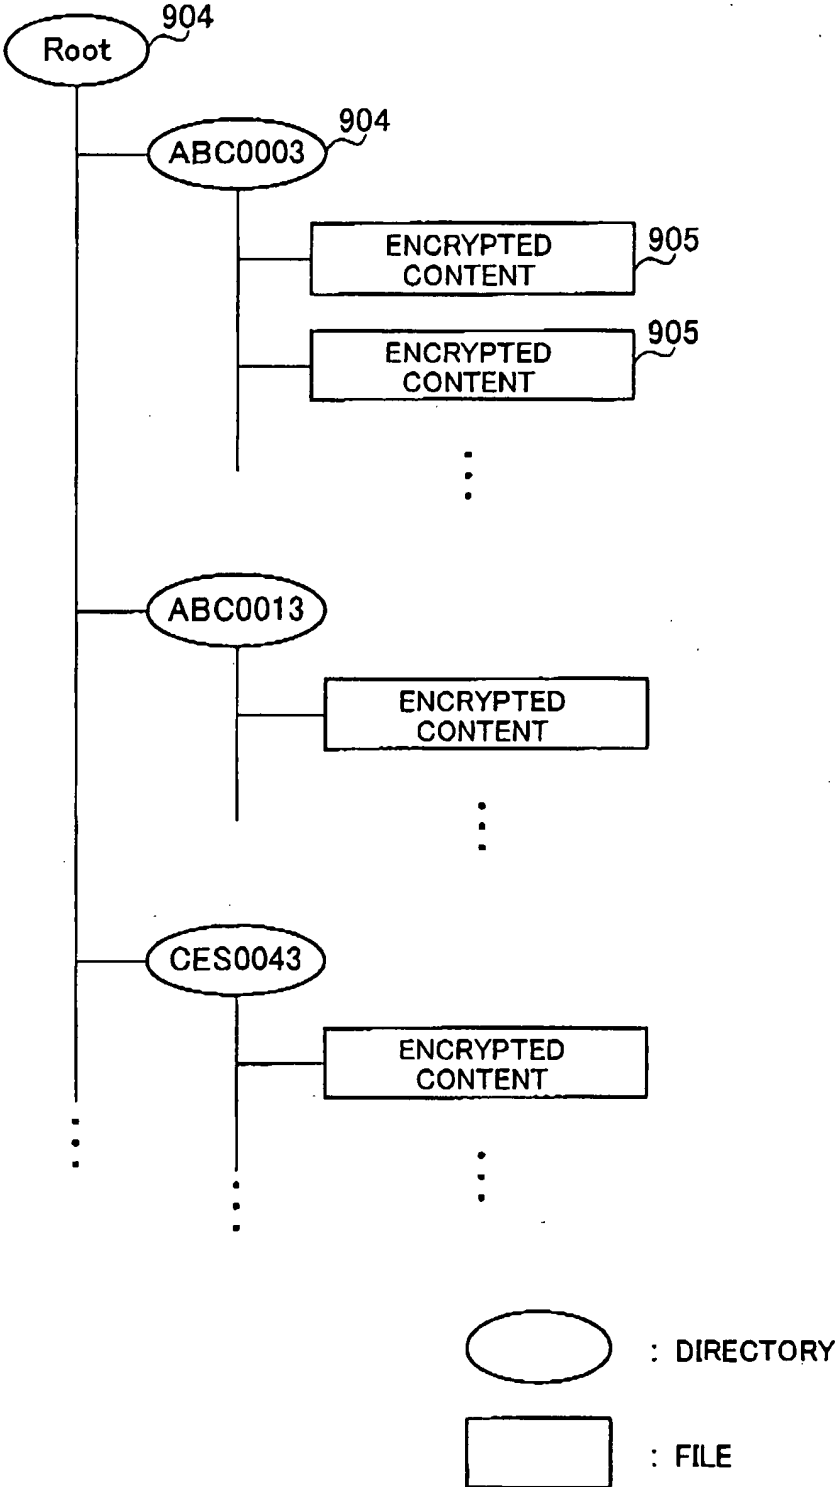 904
Root
904
ABC0003
ENCRYPTED
CONTENT
905
ENCRYPTED
CONTENT
905
ABC0013
ENCRYPTED
CONTENT
CES0043
ENCRYPTED
CONTENT
: DIRECTORY
: FILE